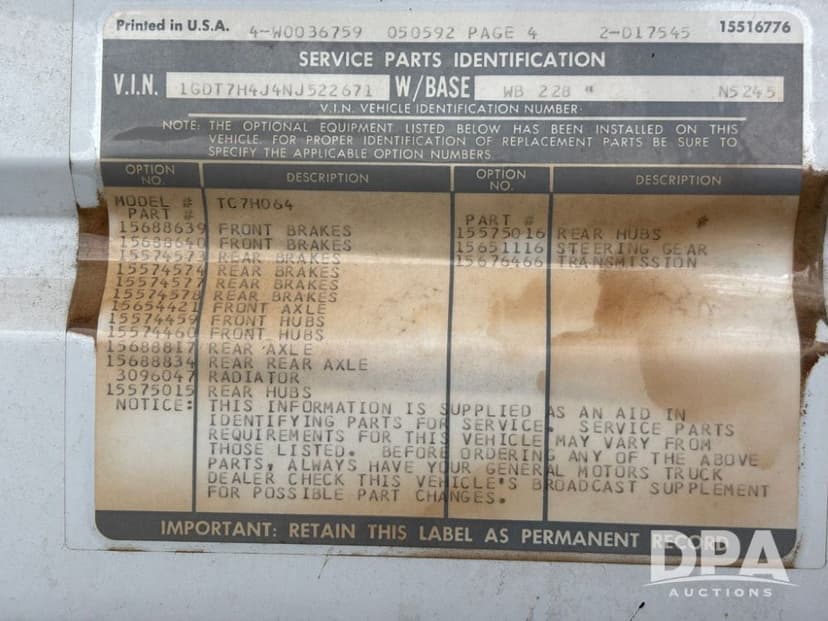 Printed in U.S.A. 4-W0036759 050592 PAGE 4 2-D17545 15516776
SERVICE PARTS IDENTIFICATION
V.I.N. 1GDT7H4J4NJ522671 W/BASE WB 228 " NS 245
V.I.N. VEHICLE IDENTIFICATION NUMBER
NOTE: THE OPTIONAL EQUIPMENT LISTED BELOW HAS BEEN INSTALLED ON THIS
VEHICLE. FOR PROPER IDENTIFICATION OF REPLACEMENT PARTS BE SURE TO
SPECIFY THE APPLICABLE OPTION NUMBERS.
OPTION NO. DESCRIPTION OPTION NO. DESCRIPTION
MODEL # TC7H064
PART #
15688639 FRONT BRAKES
15688640 FRONT BRAKES
15574573 REAR BRAKES
15574574 REAR BRAKES
15574577 REAR BRAKES
15574578 REAR BRAKES
15654421 FRONT AXLE
15574459 FRONT HUBS
15574460 FRONT HUBS
15688817 REAR AXLE
15688834 REAR REAR AXLE
3096047 RADIATOR
15575015 REAR HUBS
PART #
15575016 REAR HUBS
15651116 STEERING GEAR
15676466 TRANSMISSION
NOTICE: THIS INFORMATION IS SUPPLIED AS AN AID IN
IDENTIFYING PARTS FOR SERVICE. SERVICE PARTS
REQUIREMENTS FOR THIS VEHICLE MAY VARY FROM
THOSE LISTED. BEFORE ORDERING ANY OF THE ABOVE
PARTS, ALWAYS HAVE YOUR GENERAL MOTORS TRUCK
DEALER CHECK THIS VEHICLE'S BROADCAST SUPPLEMENT
FOR POSSIBLE PART CHANGES.
IMPORTANT: RETAIN THIS LABEL AS PERMANENT RECORD
DPA
AUCTIONS